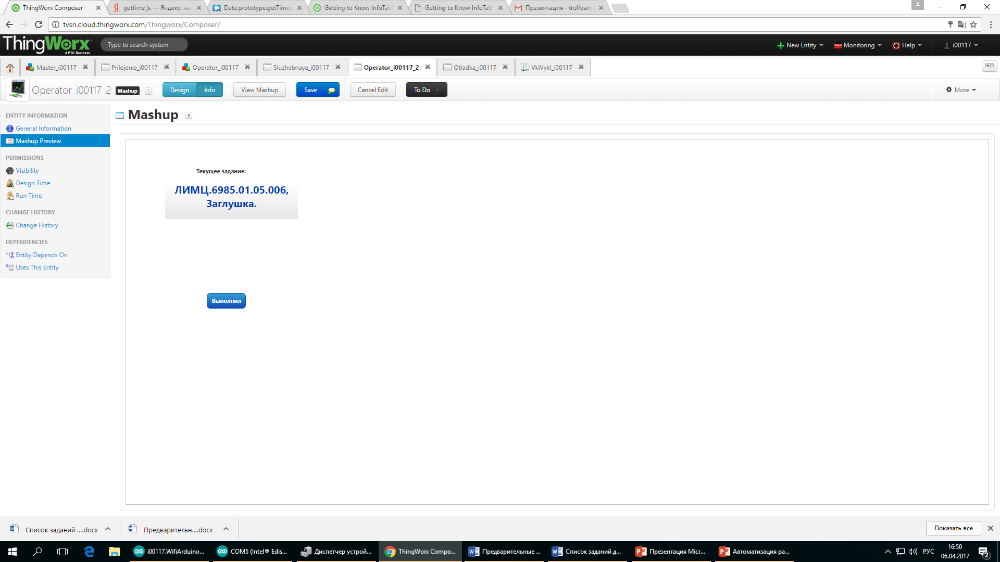 ThingWorx Composer
gettime js — Яндекс: на
Date.prototype.getTime(
Getting to Know InfoTab
Getting to Know InfoTab
Презентация - trolltram
tvsn.cloud.thingworx.com/Thingworx/Composer/
ThingWorx
A PTC Business
Type to search system
New Entity
Monitoring
Help
i00117
Master_i00117
Prilojenie_i00117
Operator_i00117
Sluzhebnaya_i00117
Operator_i00117_2
Otladka_i00117
VklVykl_i00117
Operator_i00117_2
Mashup
?
Design
Info
View Mashup
Save
Cancel Edit
To Do
More
ENTITY INFORMATION
General Information
Mashup Preview
PERMISSIONS
Visibility
Design Time
Run Time
CHANGE HISTORY
Change History
DEPENDENCIES
Entity Depends On
Uses This Entity
Mashup
?
Текущее задание:
ЛИМЦ.6985.01.05.006,
Заглушка.
Выполнил
Список заданий ....docx
Предварительн....docx
Показать все
i00117.WifiArduino...
COM5 (Intel® Edis...
Диспетчер устрой...
ThingWorx Compo...
Предварительные ...
Список заданий д...
Презентация Micr...
Автоматизация ра...
РУС
16:50
06.04.2017
2